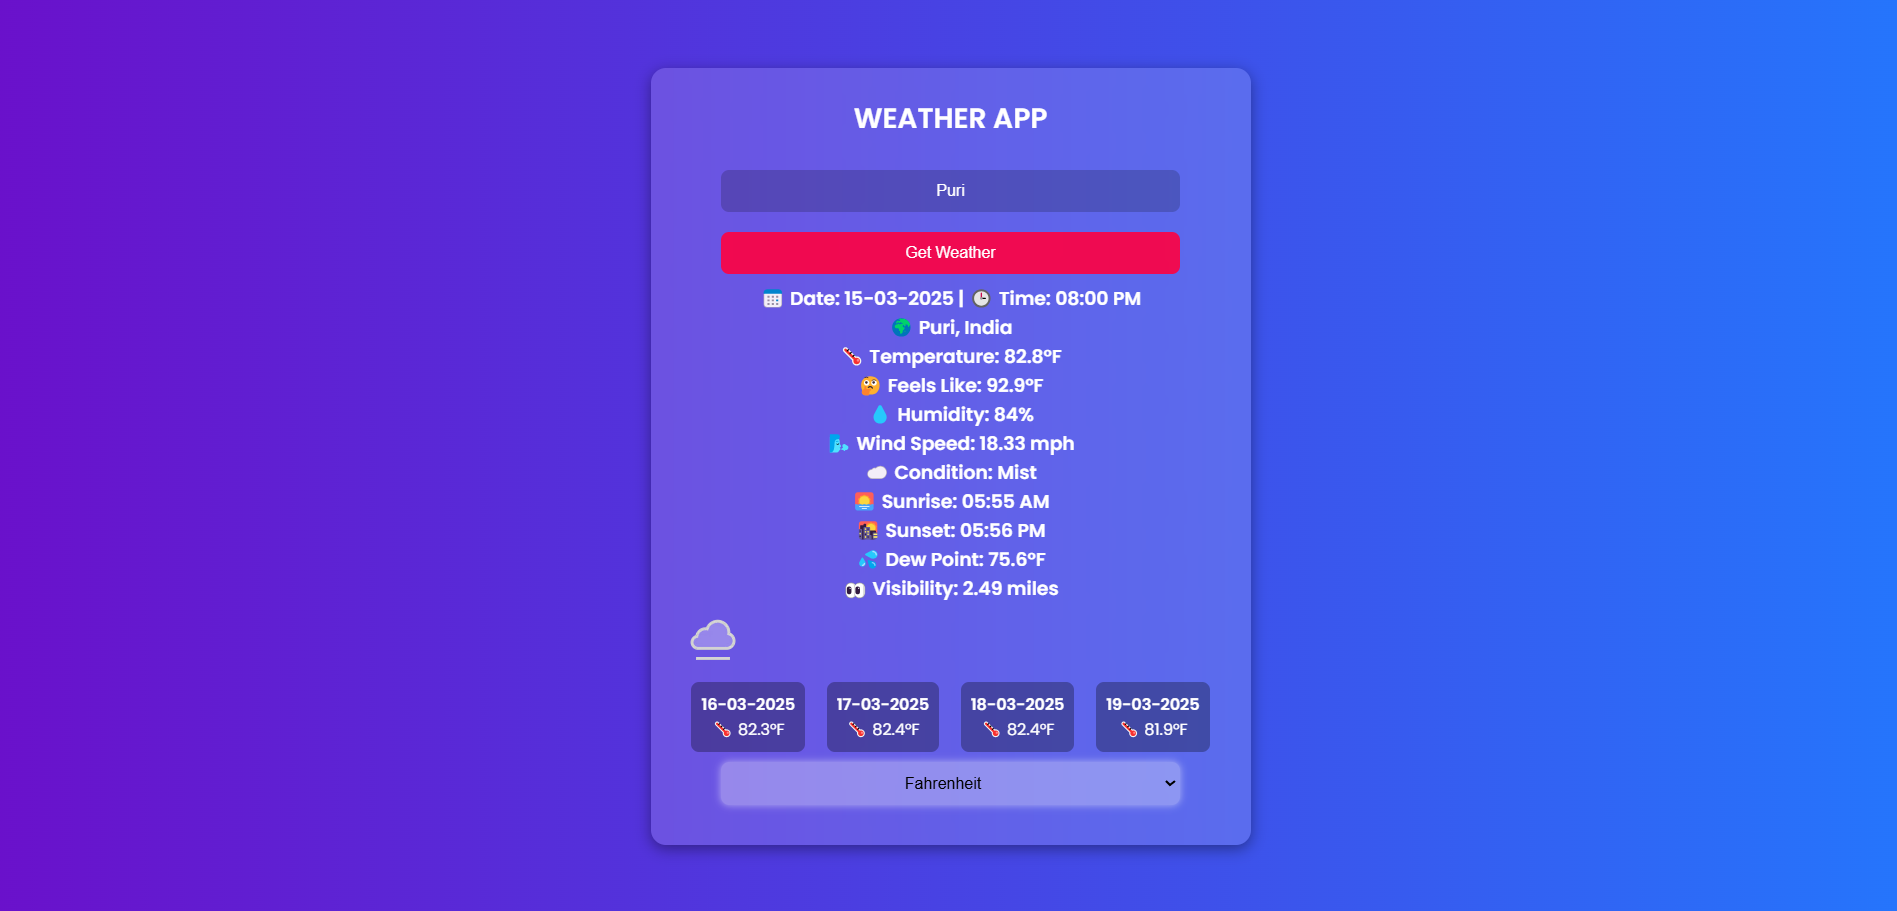 WEATHER APP
Puri
Get Weather
Date: 15-03-2025 | Time: 08:00 PM
Puri, India
Temperature: 82.8°F
Feels Like: 92.9°F
Humidity: 84%
Wind Speed: 18.33 mph
Condition: Mist
Sunrise: 05:55 AM
Sunset: 05:56 PM
Dew Point: 75.6°F
Visibility: 2.49 miles
16-03-2025 17-03-2025 18-03-2025 19-03-2025
82.3°F 82.4°F 82.4°F 81.9°F
Fahrenheit